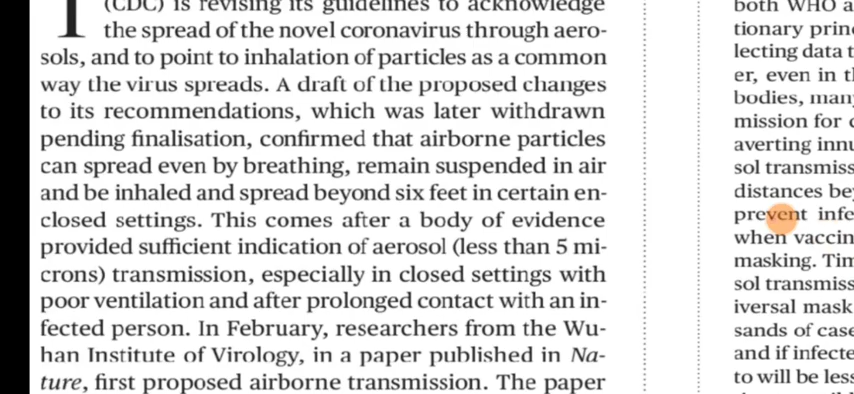 T
(CDC) is revising its guidelines to acknowledge
the spread of the novel coronavirus through aero-
sols, and to point to inhalation of particles as a common
way the virus spreads. A draft of the proposed changes
to its recommendations, which was later withdrawn
pending finalisation, confirmed that airborne particles
can spread even by breathing, remain suspended in air
and be inhaled and spread beyond six feet in certain en-
closed settings. This comes after a body of evidence
provided sufficient indication of aerosol (less than 5 mi-
crons) transmission, especially in closed settings with
poor ventilation and after prolonged contact with an in-
fected person. In February, researchers from the Wu-
han Institute of Virology, in a paper published in Na-
ture, first proposed airborne transmission. The paper
both WHO a
tionary prin
lecting data t
er, even in t
bodies, man
mission for
averting innu
sol transmiss
distances be
prevent infe
when vaccin
masking. Tim
sol transmiss
iversal mask
sands of case
and if infecte
to will be less